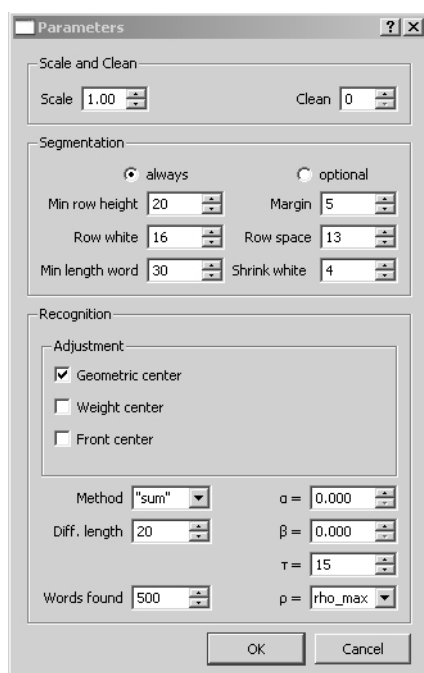 Parameters
Scale and Clean
Scale 1.00 Clean 0
Segmentation
always optional
Min row height 20 Margin 5
Row white 16 Row space 13
Min length word 30 Shrink white 4
Recognition
Adjustment
Geometric center
Weight center
Front center
Method "sum" α = 0.000
Diff. length 20 β = 0.000
τ = 15
Words found 500 ρ = rho_max
OK Cancel